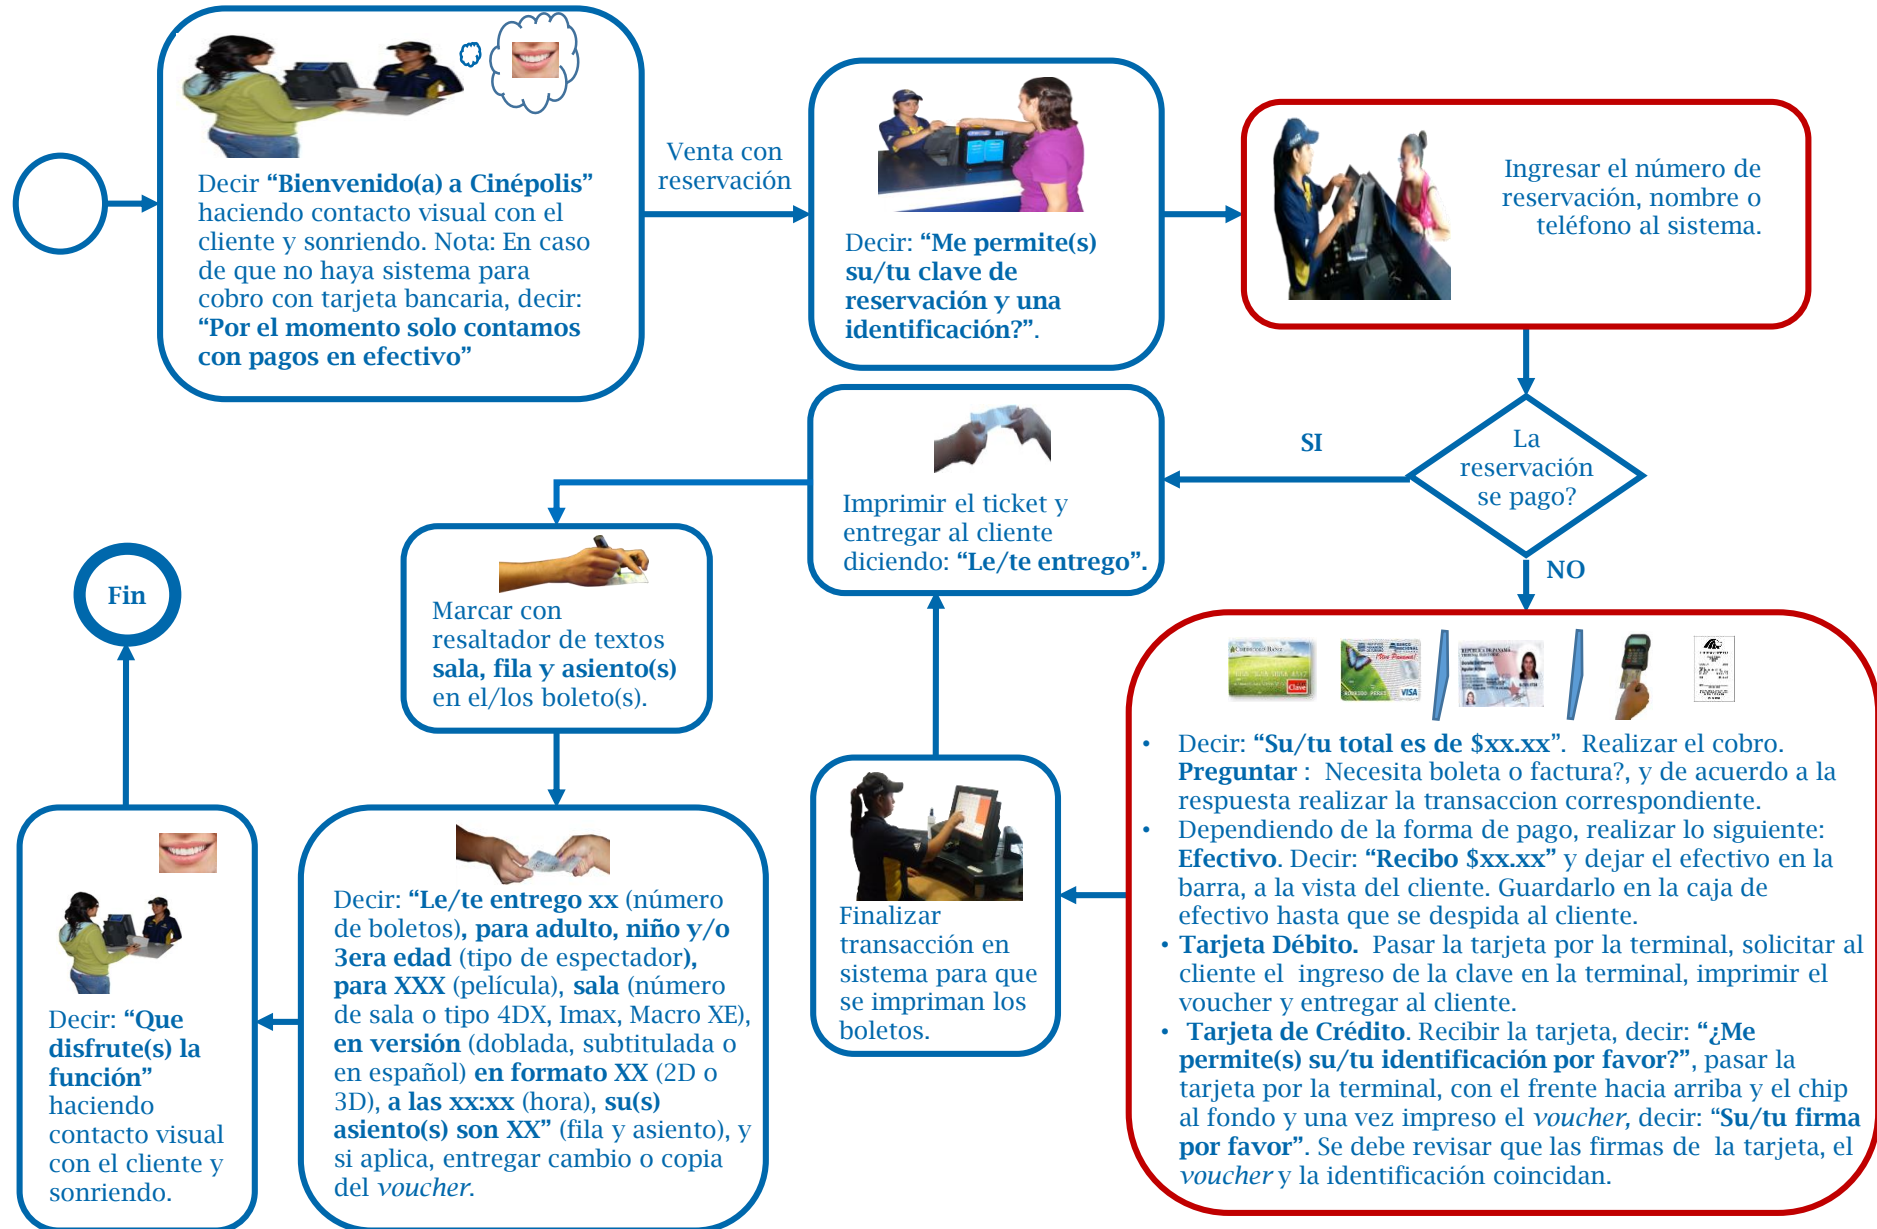 Decir “Bienvenido(a) a Cinépolis”
haciendo contacto visual con el
cliente y sonriendo. Nota: En caso
de que no haya sistema para
cobro con tarjeta bancaria, decir:
“Por el momento solo contamos
con pagos en efectivo”
Venta con
reservación
Decir: “Me permite(s)
su/tu clave de
reservación y una
identificación?”.
Ingresar el número de
reservación, nombre o
teléfono al sistema.
La
reservación
se pago?
SI
NO
Imprimir el ticket y
entregar al cliente
diciendo: “Le/te entrego”.
Decir: “Su/tu total es de $xx.xx”. Realizar el cobro.
Preguntar : Necesita boleta o factura?, y de acuerdo a la
respuesta realizar la transaccion correspondiente.
Dependiendo de la forma de pago, realizar lo siguiente:
Efectivo. Decir: “Recibo $xx.xx” y dejar el efectivo en la
barra, a la vista del cliente. Guardarlo en la caja de
efectivo hasta que se despida al cliente.
Tarjeta Débito. Pasar la tarjeta por la terminal, solicitar al
cliente el ingreso de la clave en la terminal, imprimir el
voucher y entregar al cliente.
Tarjeta de Crédito. Recibir la tarjeta, decir: “¿Me
permite(s) su/tu identificación por favor?”, pasar la
tarjeta por la terminal, con el frente hacia arriba y el chip
al fondo y una vez impreso el voucher, decir: “Su/tu firma
por favor”. Se debe revisar que las firmas de la tarjeta, el
voucher y la identificación coincidan.
Clave
VISA
Finalizar
transacción en
sistema para que
se impriman los
boletos.
Marcar con
resaltador de textos
sala, fila y asiento(s)
en el/los boleto(s).
Decir: “Le/te entrego xx (número
de boletos), para adulto, niño y/o
3era edad (tipo de espectador),
para XXX (película), sala (número
de sala o tipo 4DX, Imax, Macro XE),
en versión (doblada, subtitulada o
en español) en formato XX (2D o
3D), a las xx:xx (hora), su(s)
asiento(s) son XX” (fila y asiento), y
si aplica, entregar cambio o copia
del voucher.
Decir: “Que
disfrute(s) la
función”
haciendo
contacto visual
con el cliente y
sonriendo.
Fin